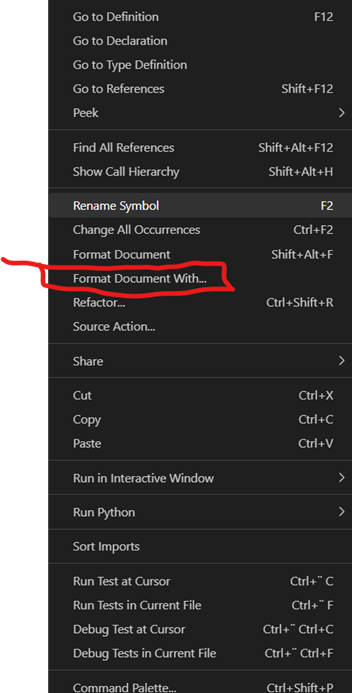 Go to Definition F12
Go to Declaration
Go to Type Definition
Go to References Shift+F12
Peek
Find All References Shift+Alt+F12
Show Call Hierarchy Shift+Alt+H
Rename Symbol F2
Change All Occurrences Ctrl+F2
Format Document Shift+Alt+F
Format Document With...
Refactor... Ctrl+Shift+R
Source Action...
Share
Cut Ctrl+X
Copy Ctrl+C
Paste Ctrl+V
Run in Interactive Window
Run Python
Sort Imports
Run Test at Cursor Ctrl+¨ C
Run Tests in Current File Ctrl+¨ F
Debug Test at Cursor Ctrl+¨ Ctrl+C
Debug Tests in Current File Ctrl+¨ Ctrl+F
Command Palette... Ctrl+Shift+P